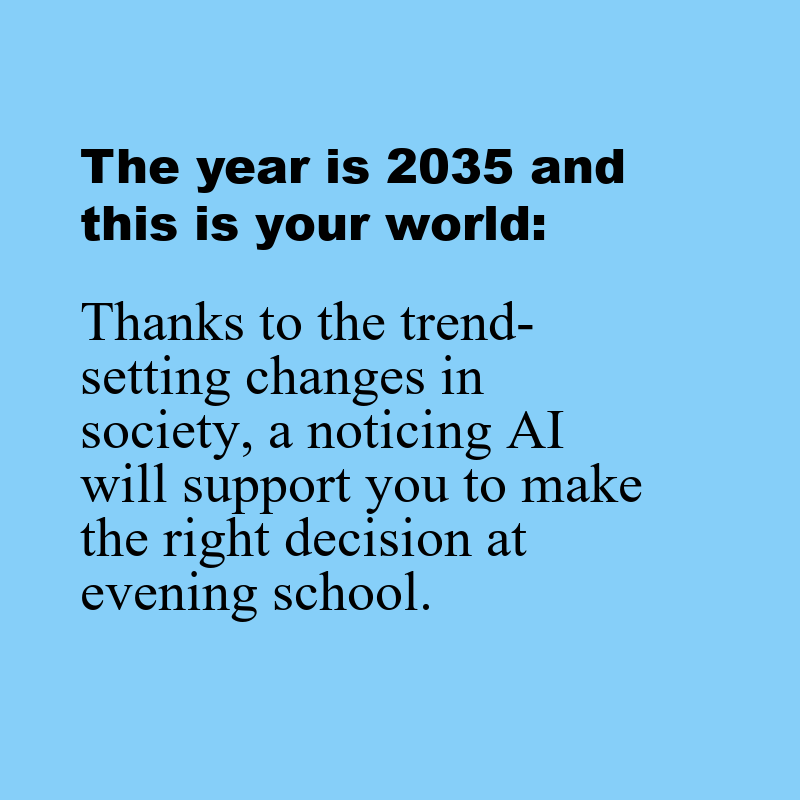 The year is 2035 and
this is your world:
Thanks to the trend-
setting changes in
society, a noticing AI
will support you to make
the right decision at
evening school.